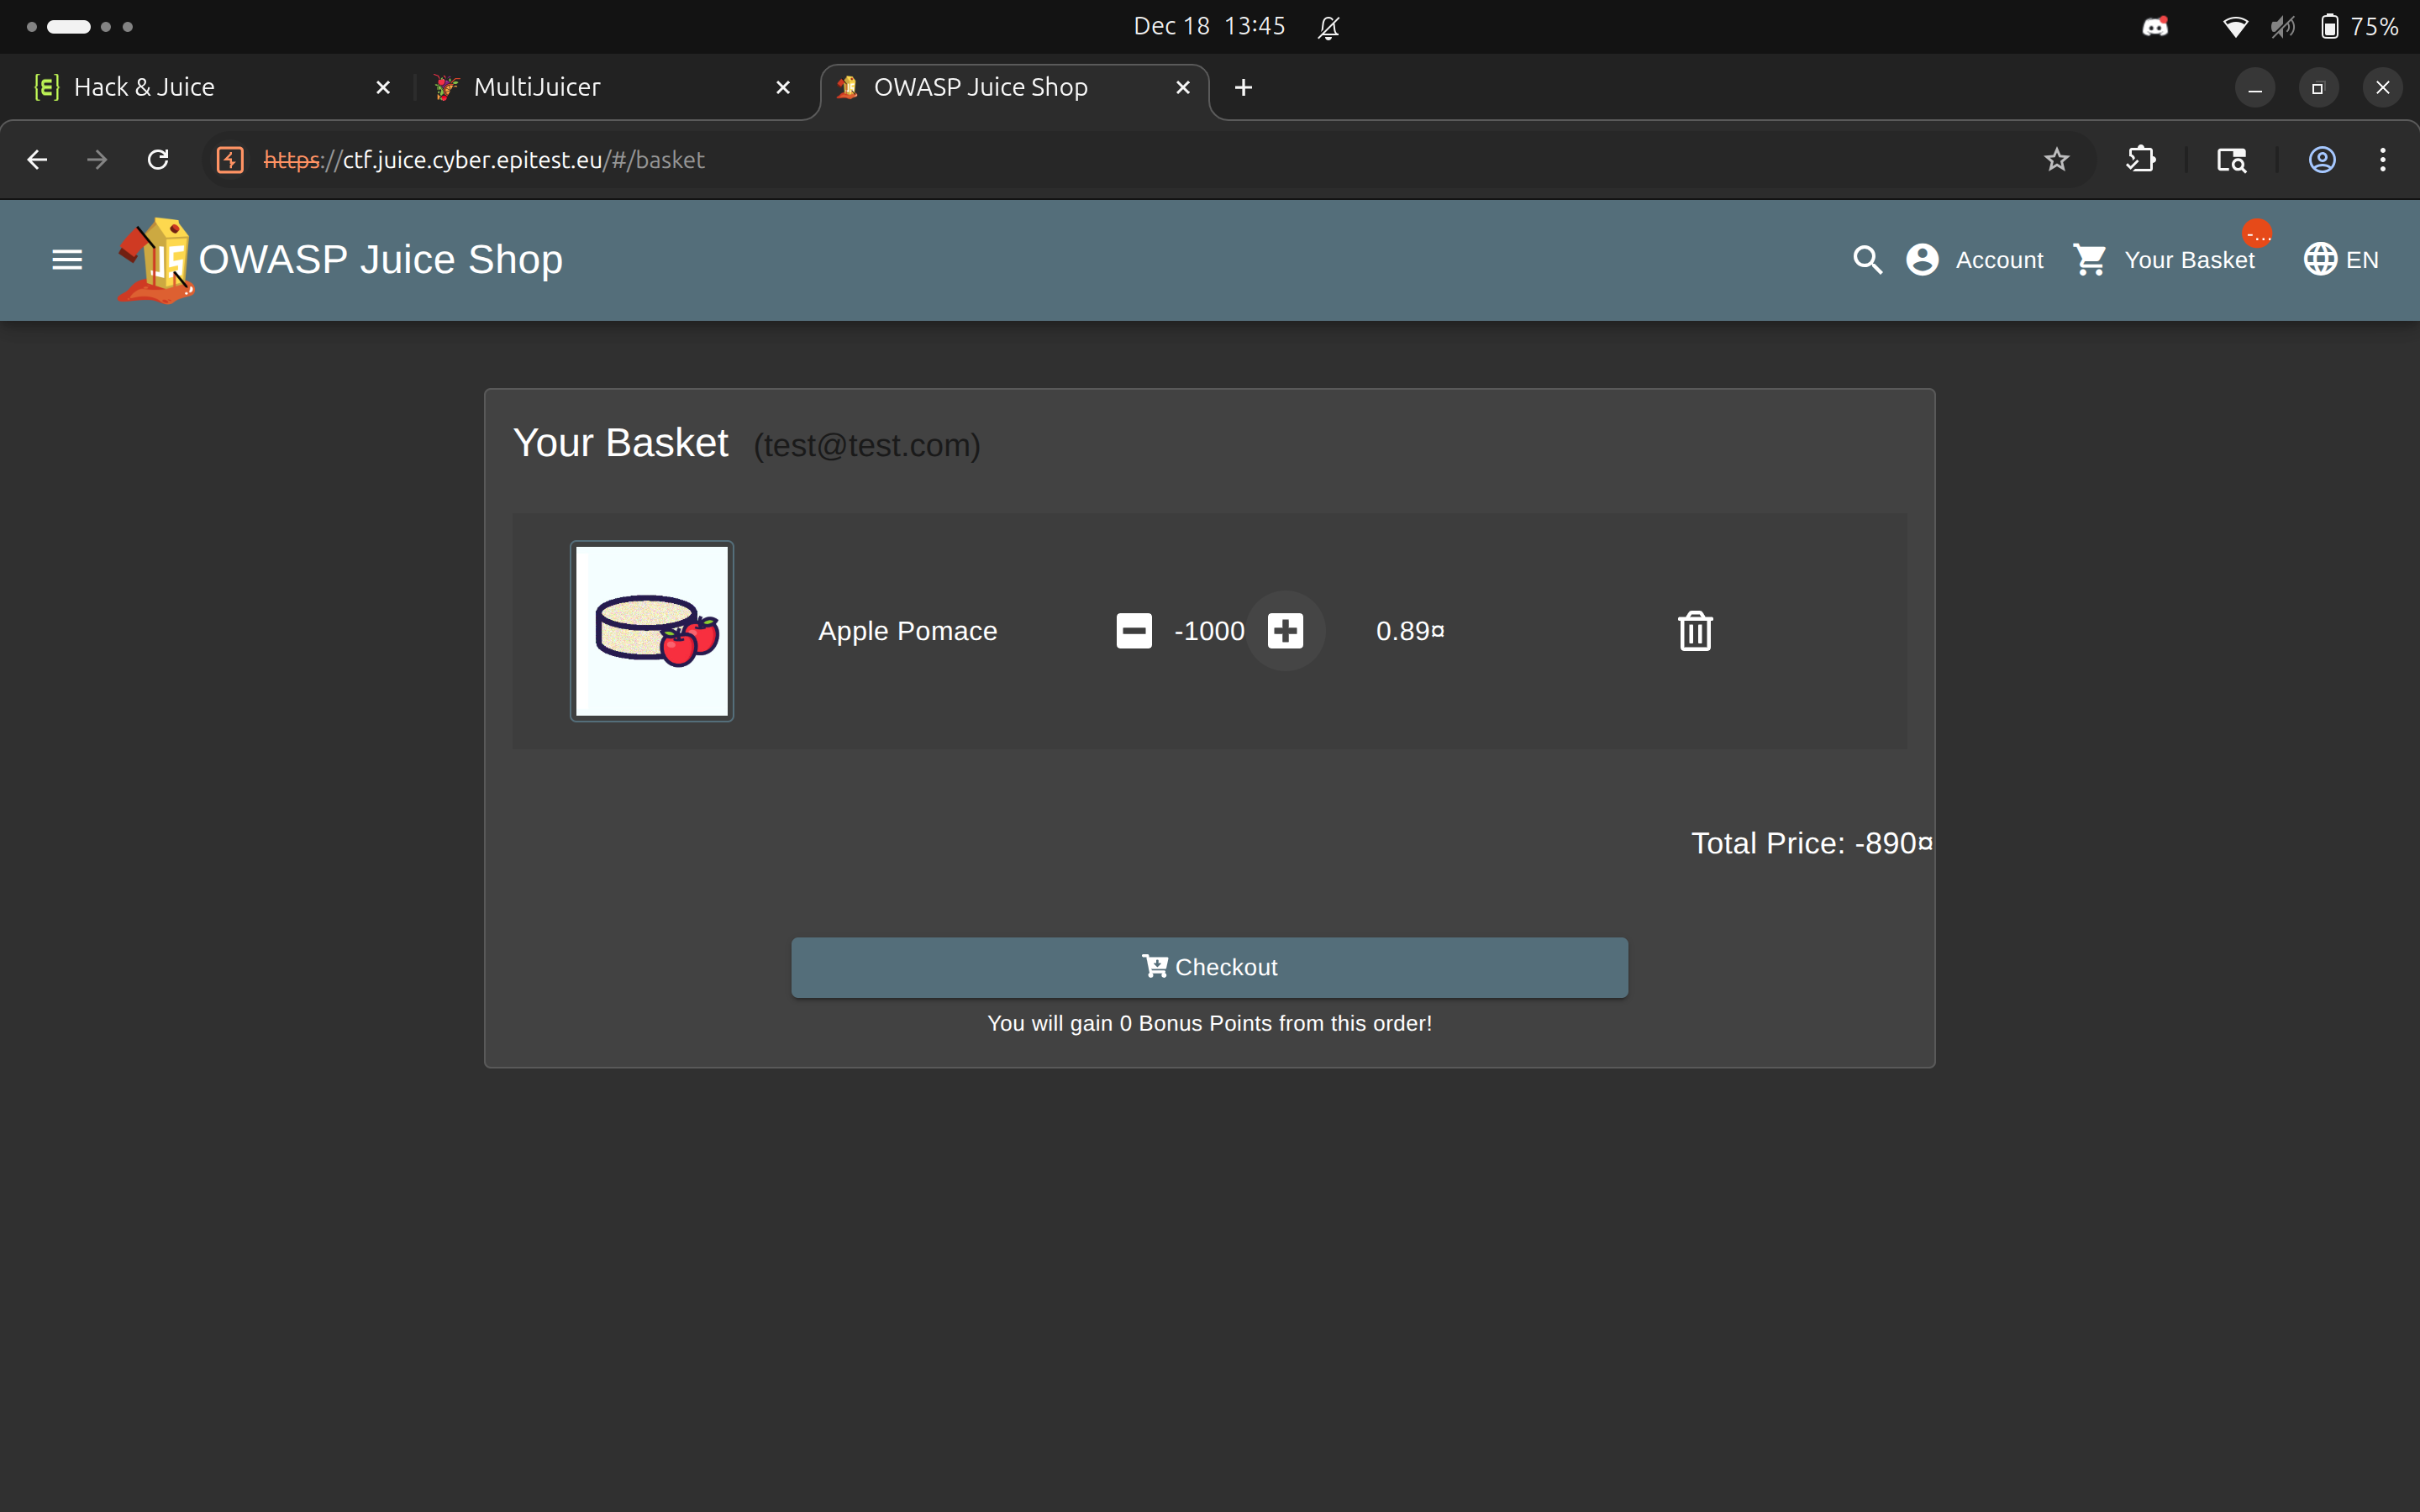 Dec 18 13:45
75%
Hack & Juice
MultiJuicer
OWASP Juice Shop
https://ctf.juice.cyber.epitest.eu/#/basket
OWASP Juice Shop
Account
Your Basket
-...
EN
Your Basket (test@test.com)
Apple Pomace
-1000
0.89¤
Total Price: -890¤
Checkout
You will gain 0 Bonus Points from this order!